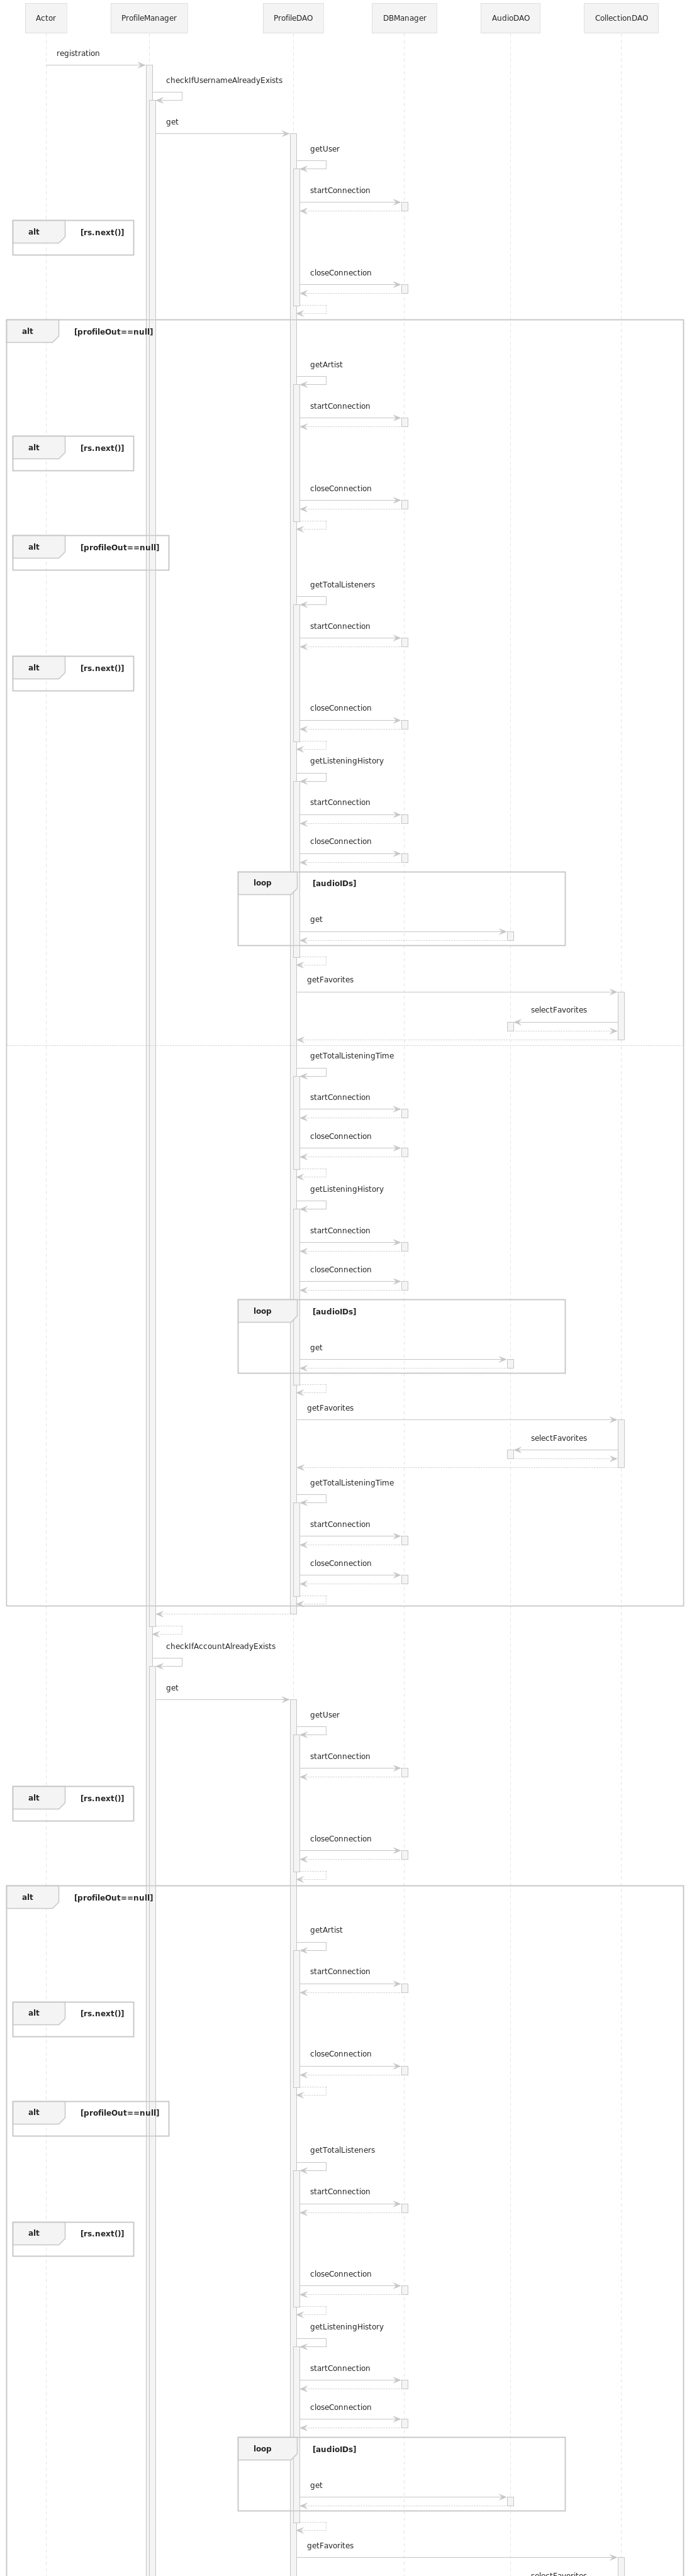 Actor ProfileManager ProfileDAO DBManager AudioDAO CollectionDAO
registration
checkIfUsernameAlreadyExists
get
getUser
startConnection
alt [rs.next()]
closeConnection
alt [profileOut==null]
getArtist
startConnection
alt [rs.next()]
closeConnection
alt [profileOut==null]
getTotalListeners
startConnection
alt [rs.next()]
closeConnection
getListeningHistory
startConnection
closeConnection
loop [audioIDs]
get
getFavorites
selectFavorites
getTotalListeningTime
startConnection
closeConnection
getListeningHistory
startConnection
closeConnection
loop [audioIDs]
get
getFavorites
selectFavorites
getTotalListeningTime
startConnection
closeConnection
checkIfAccountAlreadyExists
get
getUser
startConnection
alt [rs.next()]
closeConnection
alt [profileOut==null]
getArtist
startConnection
alt [rs.next()]
closeConnection
alt [profileOut==null]
getTotalListeners
startConnection
alt [rs.next()]
closeConnection
getListeningHistory
startConnection
closeConnection
loop [audioIDs]
get
getFavorites
selectFavorites